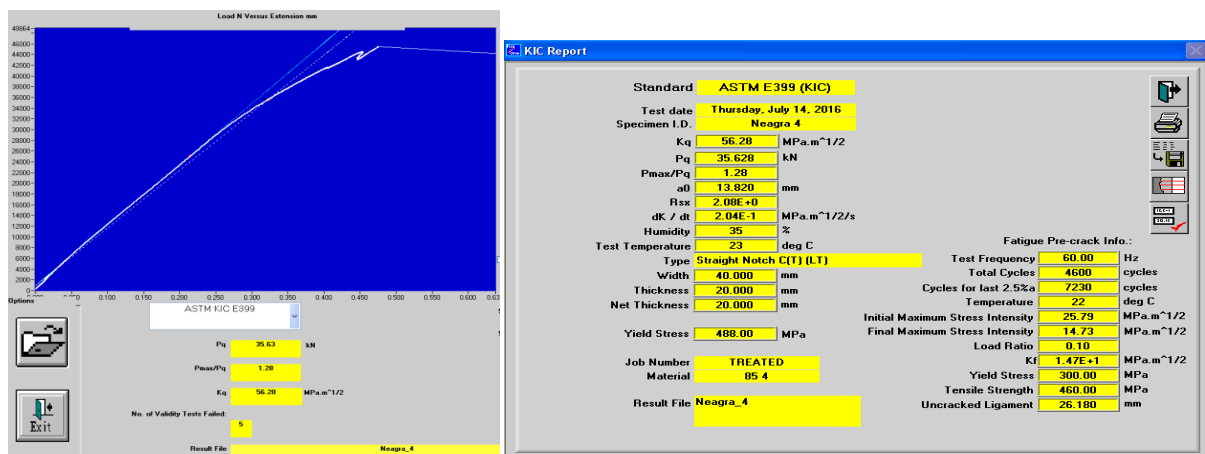 Load N Versus Extension mm
48864
46000
44000
42000
40000
38000
36000
34000
32000
30000
28000
26000
24000
22000
20000
18000
16000
14000
12000
10000
8000
6000
4000
2000
0.100 0.150 0.200 0.250 0.300 0.350 0.400 0.450 0.500 0.550 0.600 0.63
Options
ASTM KIC E399
Pq 35.63 kN
Pmax/Pq 1.28
Kq 56.28 MPa.m^1/2
No. of Validity Tests Failed:
5
Exit
Result File Neagra_4
KIC Report
Standard ASTM E399 (KIC)
Test date Thursday, July 14, 2016
Specimen I.D. Neagra 4
Kq 56.28 MPa.m^1/2
Pq 35.628 kN
Pmax/Pq 1.28
a0 13.820 mm
Rsx 2.08E+0
dK / dt 2.04E-1 MPa.m^1/2/s
Humidity 35 %
Test Temperature 23 deg C
Type Straight Notch C(T) (LT)
Width 40.000 mm
Thickness 20.000 mm
Net Thickness 20.000 mm
Yield Stress 488.00 MPa
Job Number TREATED
Material 85 4
Result File Neagra_4
Fatigue Pre-crack Info.:
Test Frequency 60.00 Hz
Total Cycles 4600 cycles
Cycles for last 2.5%a 7230 cycles
Temperature 22 deg C
Initial Maximum Stress Intensity 25.79 MPa.m^1/2
Final Maximum Stress Intensity 14.73 MPa.m^1/2
Load Ratio 0.10
Kf 1.47E+1 MPa.m^1/2
Yield Stress 300.00 MPa
Tensile Strength 460.00 MPa
Uncracked Ligament 26.180 mm